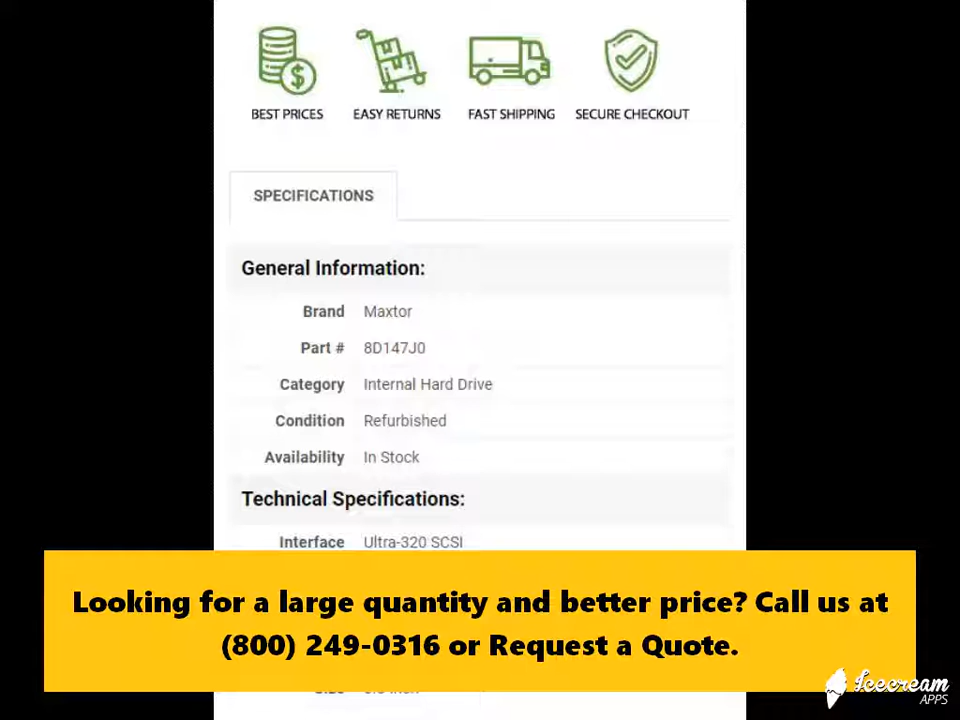 BEST PRICES EASY RETURNS FAST SHIPPING SECURE CHECKOUT
SPECIFICATIONS
General Information:
Brand Maxtor
Part # 8D147J0
Category Internal Hard Drive
Condition Refurbished
Availability In Stock
Technical Specifications:
Interface Ultra-320 SCSI
Looking for a large quantity and better price? Call us at
(800) 249-0316 or Request a Quote.
Icecream
APPS